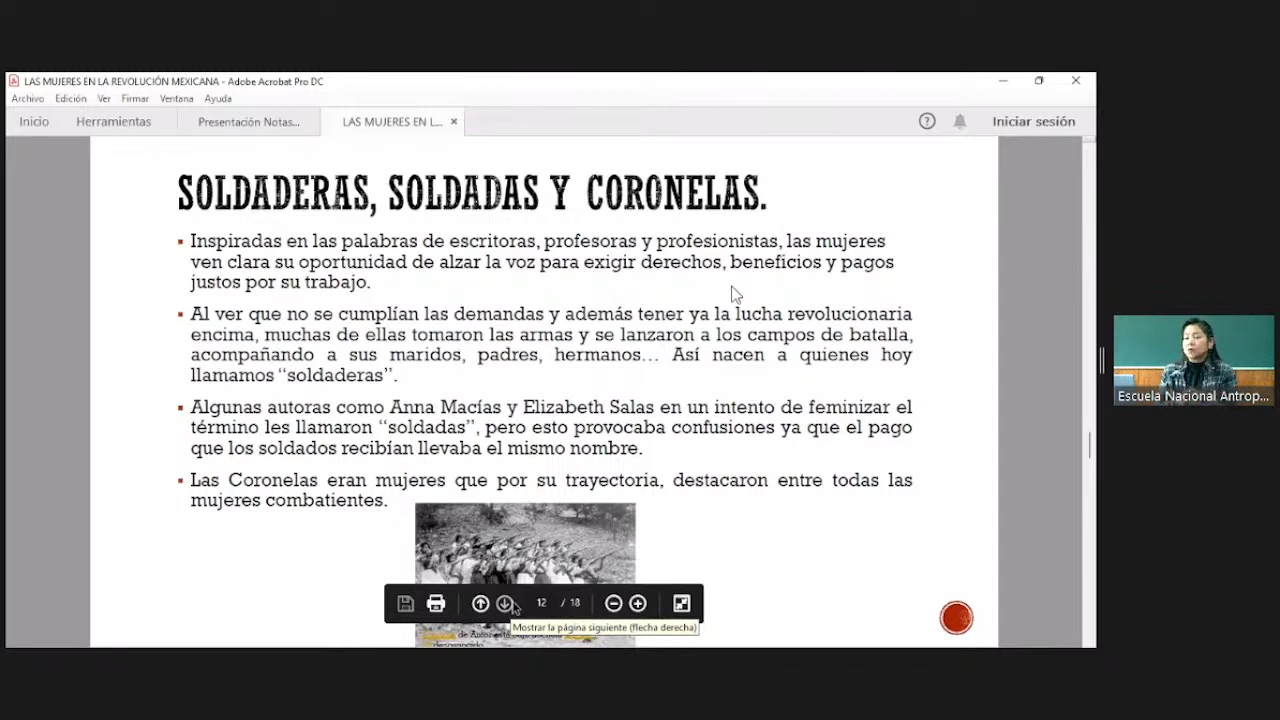 LAS MUJERES EN LA REVOLUCIÓN MEXICANA - Adobe Acrobat Pro DC
Archivo Edición Ver Firmar Ventana Ayuda
Inicio Herramientas Presentación Notas... LAS MUJERES EN L... Iniciar sesión
SOLDADERAS, SOLDADAS Y CORONELAS.
Inspiradas en las palabras de escritoras, profesoras y profesionistas, las mujeres
ven clara su oportunidad de alzar la voz para exigir derechos, beneficios y pagos
justos por su trabajo.
Al ver que no se cumplían las demandas y además tener ya la lucha revolucionaria
encima, muchas de ellas tomaron las armas y se lanzaron a los campos de batalla,
acompañando a sus maridos, padres, hermanos... Así nacen a quienes hoy
llamamos “soldaderas”.
Algunas autoras como Anna Macías y Elizabeth Salas en un intento de feminizar el
término les llamaron “soldadas”, pero esto provocaba confusiones ya que el pago
que los soldados recibían llevaba el mismo nombre.
Las Coronelas eran mujeres que por su trayectoria, destacaron entre todas las
mujeres combatientes.
Escuela Nacional Antrop...
12 / 18
Mostrar la página siguiente (flecha derecha)
de Autor